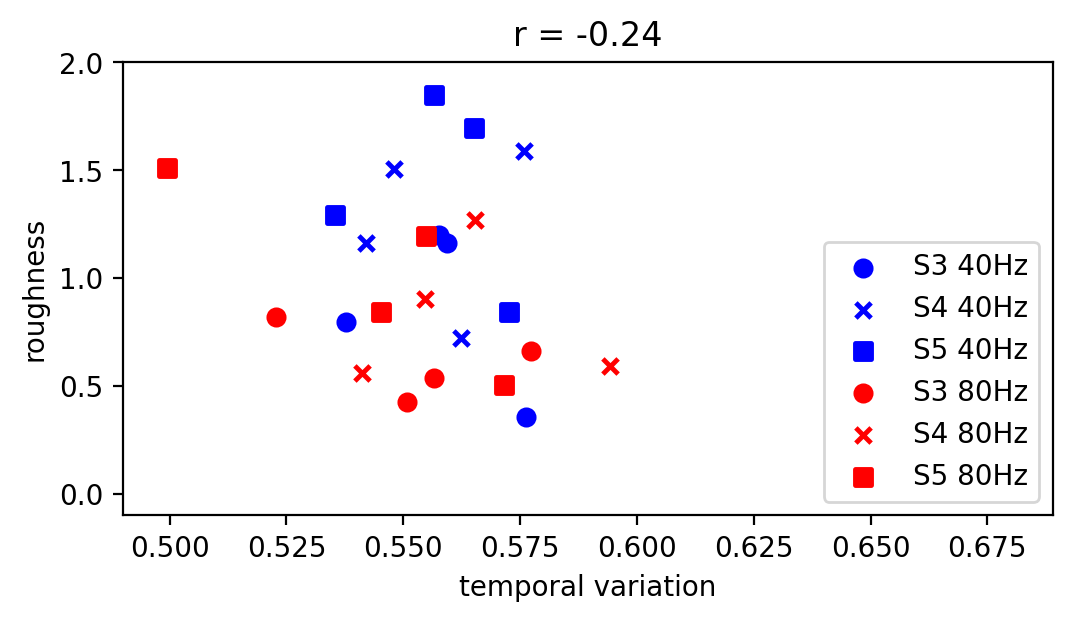 r = -0.24
roughness
2.0
1.5
1.0
0.5
0.0
0.500 0.525 0.550 0.575 0.600 0.625 0.650 0.675
temporal variation
S3 40Hz
S4 40Hz
S5 40Hz
S3 80Hz
S4 80Hz
S5 80Hz